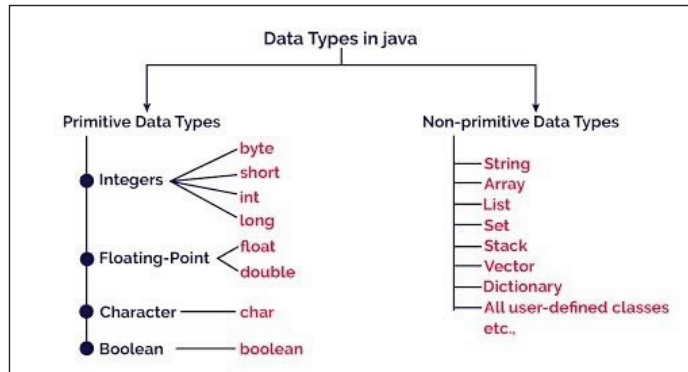 Data Types in java
Primitive Data Types
Integers
byte
short
int
long
Floating-Point
float
double
Character
char
Boolean
boolean
Non-primitive Data Types
String
Array
List
Set
Stack
Vector
Dictionary
All user-defined classes
etc.,